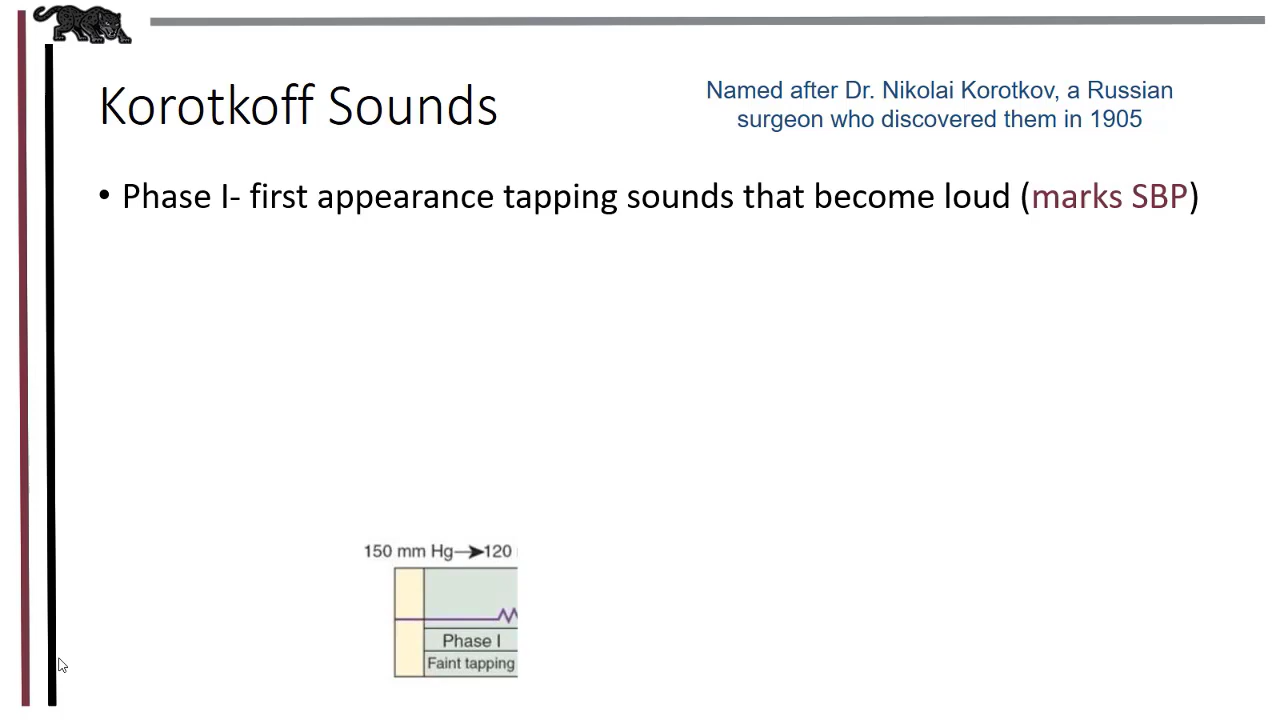 Korotkoff Sounds
Named after Dr. Nikolai Korotkov, a Russian
surgeon who discovered them in 1905
• Phase I- first appearance tapping sounds that become loud (marks SBP)
150 mm Hg→120
Phase I
Faint tapping